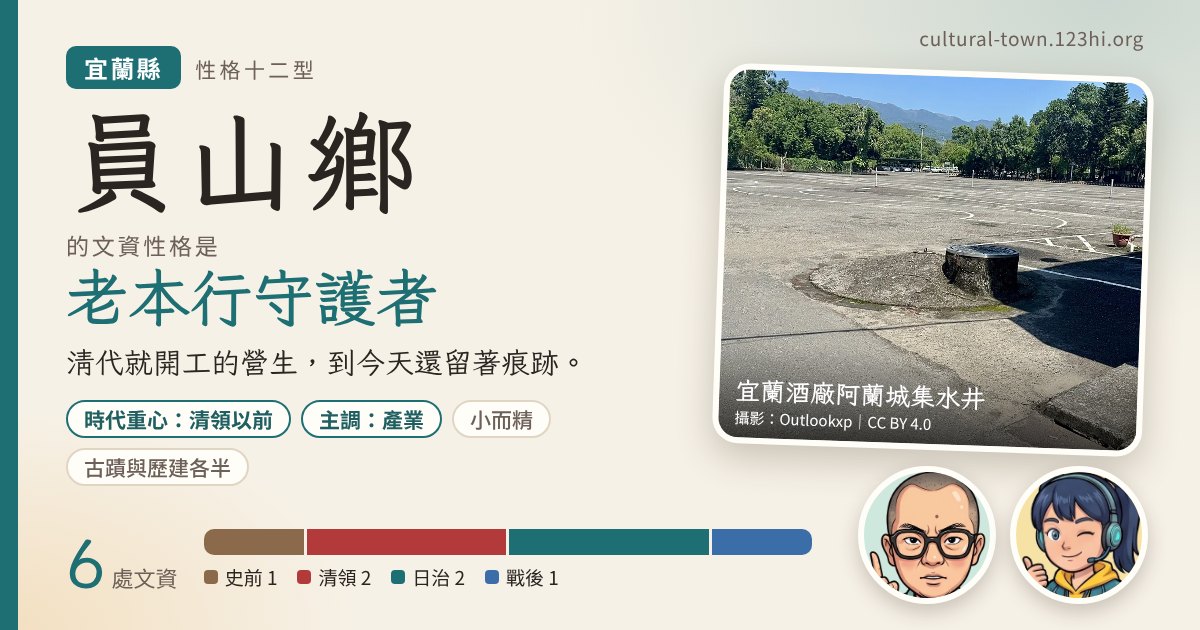 宜蘭縣 性格十二型
cultural-town.123hi.org
員山鄉
的文資性格是
老本行守護者
清代就開工的營生，到今天還留著痕跡。
時代重心：清領以前 主調：產業 小而精
古蹟與歷建各半
宜蘭酒廠阿蘭城集水井
攝影：Outlookxp｜CC BY 4.0
6 處文資
史前 1 清領 2 日治 2 戰後 1